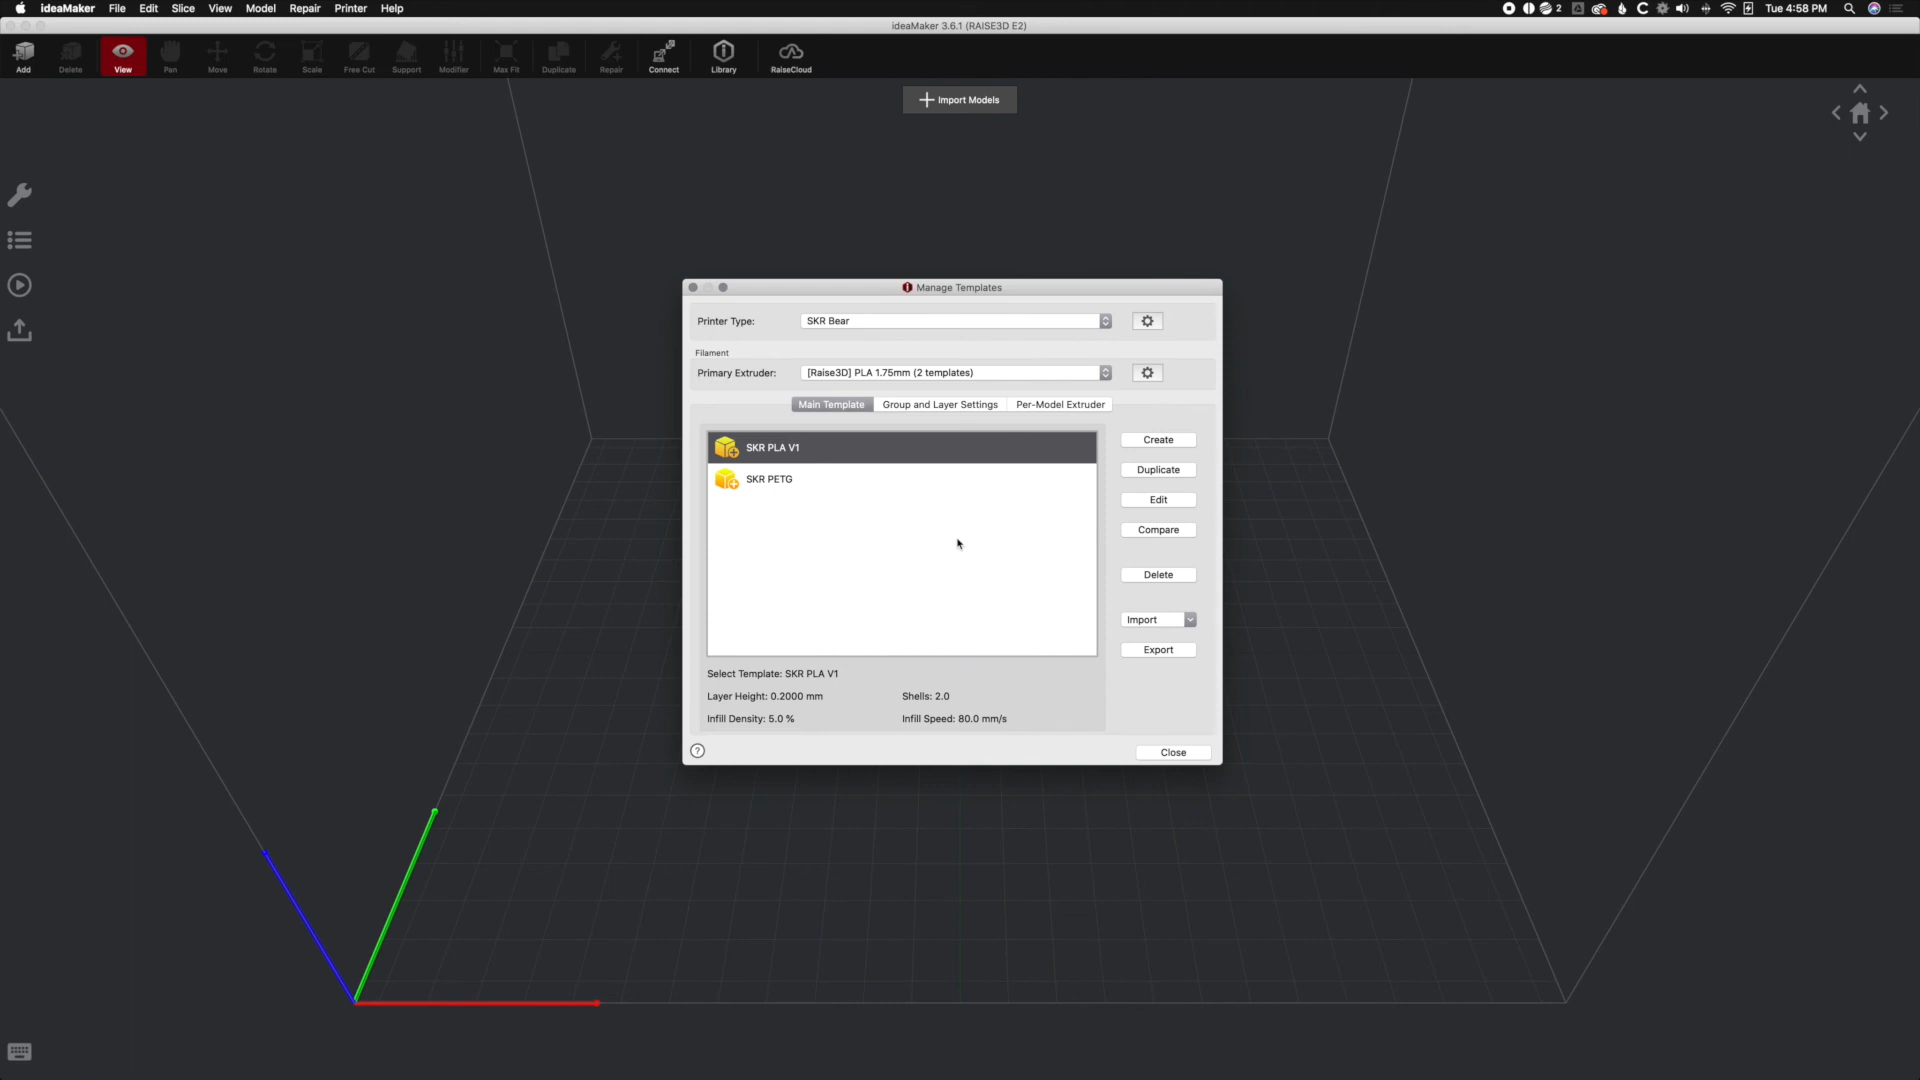 ideaMaker File Edit Slice View Model Repair Printer Help 2 Tue 4:58 PM
ideaMaker 3.6.1 (RAISE3D E2)
Add Delete View Pan Move Rotate Scale Free Cut Support Modifier Max Fit Duplicate Repair Connect Library RaiseCloud
Import Models
Manage Templates
Printer Type: SKR Bear
Filament
Primary Extruder: [Raise3D] PLA 1.75mm (2 templates)
Main Template Group and Layer Settings Per-Model Extruder
SKR PLA V1
SKR PETG
Create
Duplicate
Edit
Compare
Delete
Import
Export
Select Template: SKR PLA V1
Layer Height: 0.2000 mm Shells: 2.0
Infill Density: 5.0 % Infill Speed: 80.0 mm/s
? Close